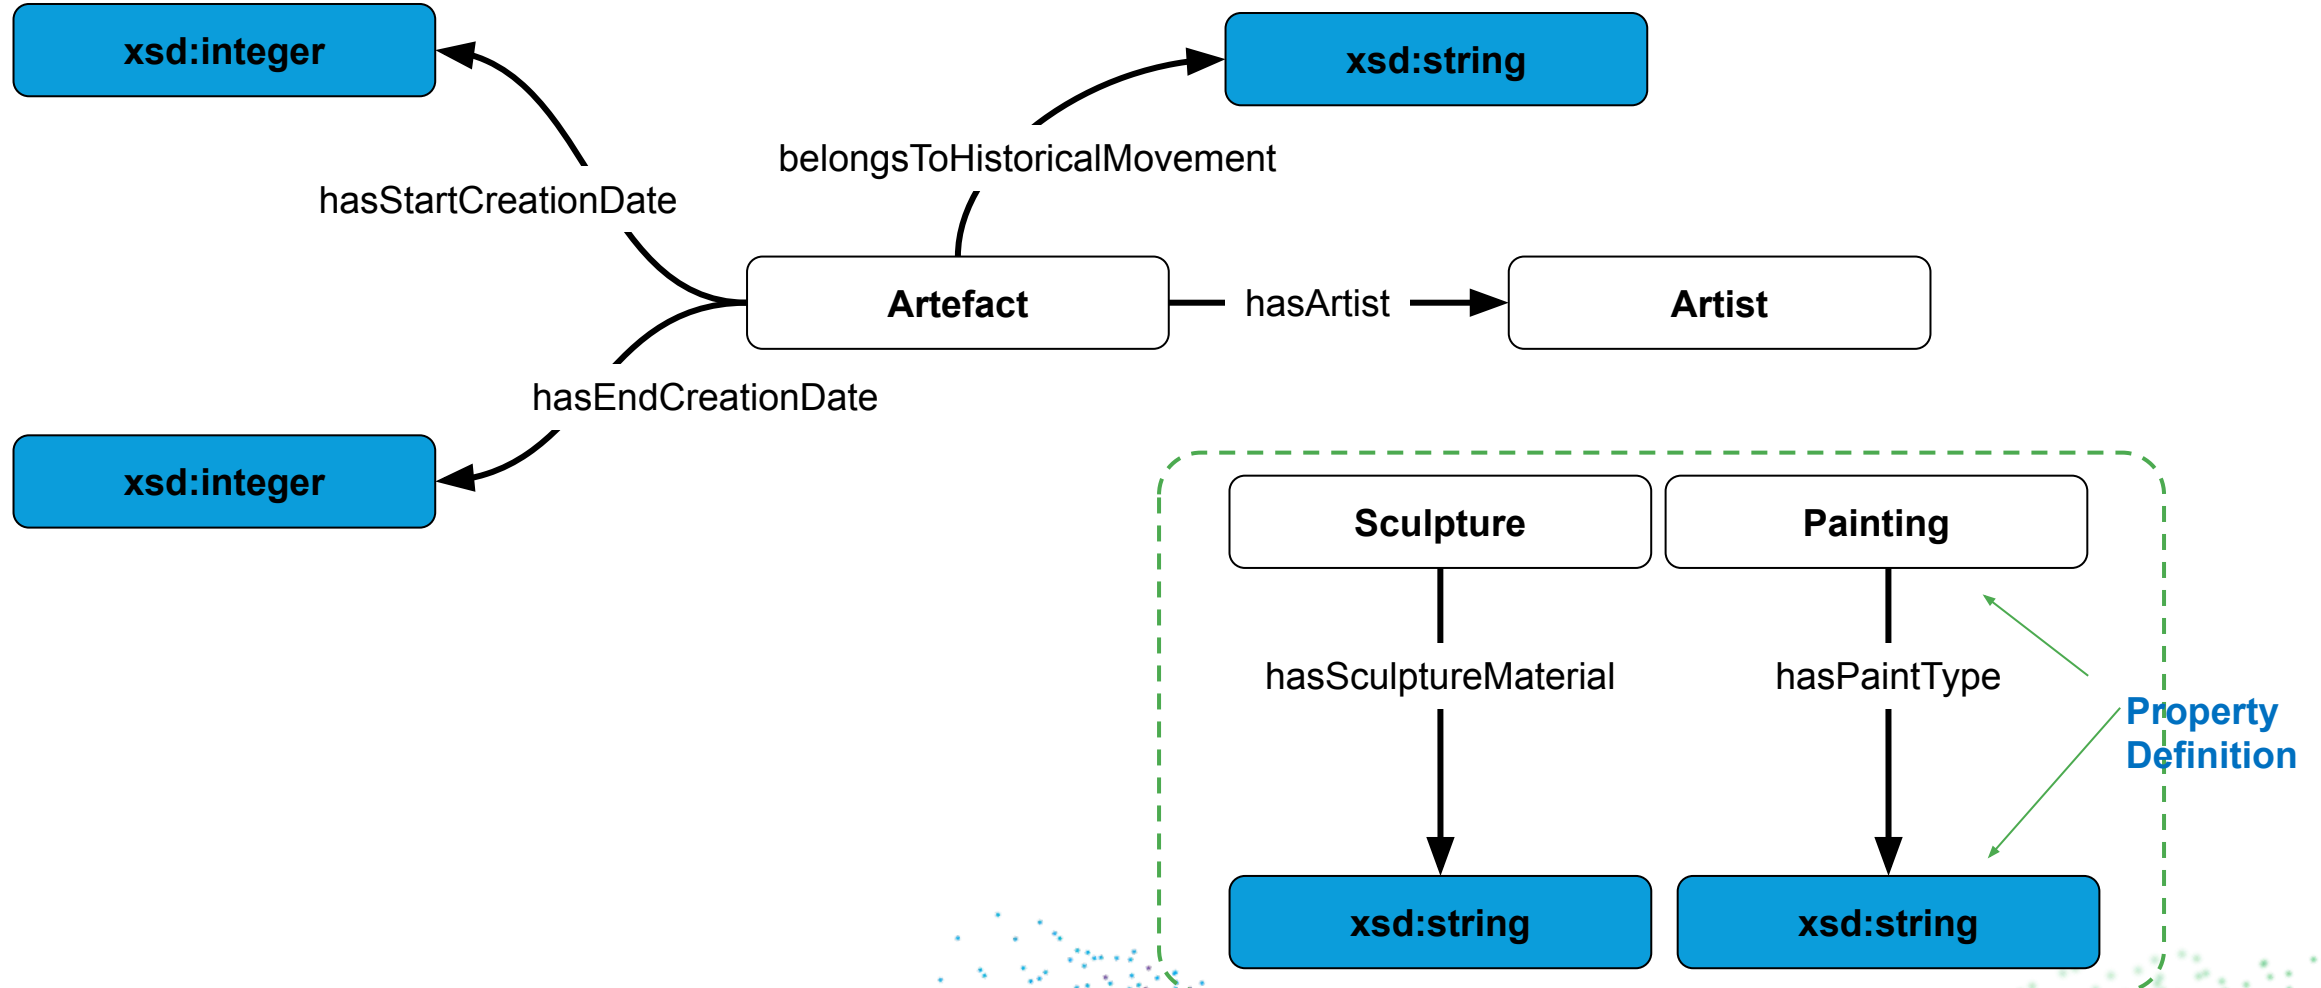 xsd:integer
xsd:string
belongsToHistoricalMovement
hasStartCreationDate
Artefact
hasArtist
Artist
hasEndCreationDate
xsd:integer
Sculpture
Painting
hasSculptureMaterial
hasPaintType
Property
Definition
xsd:string
xsd:string